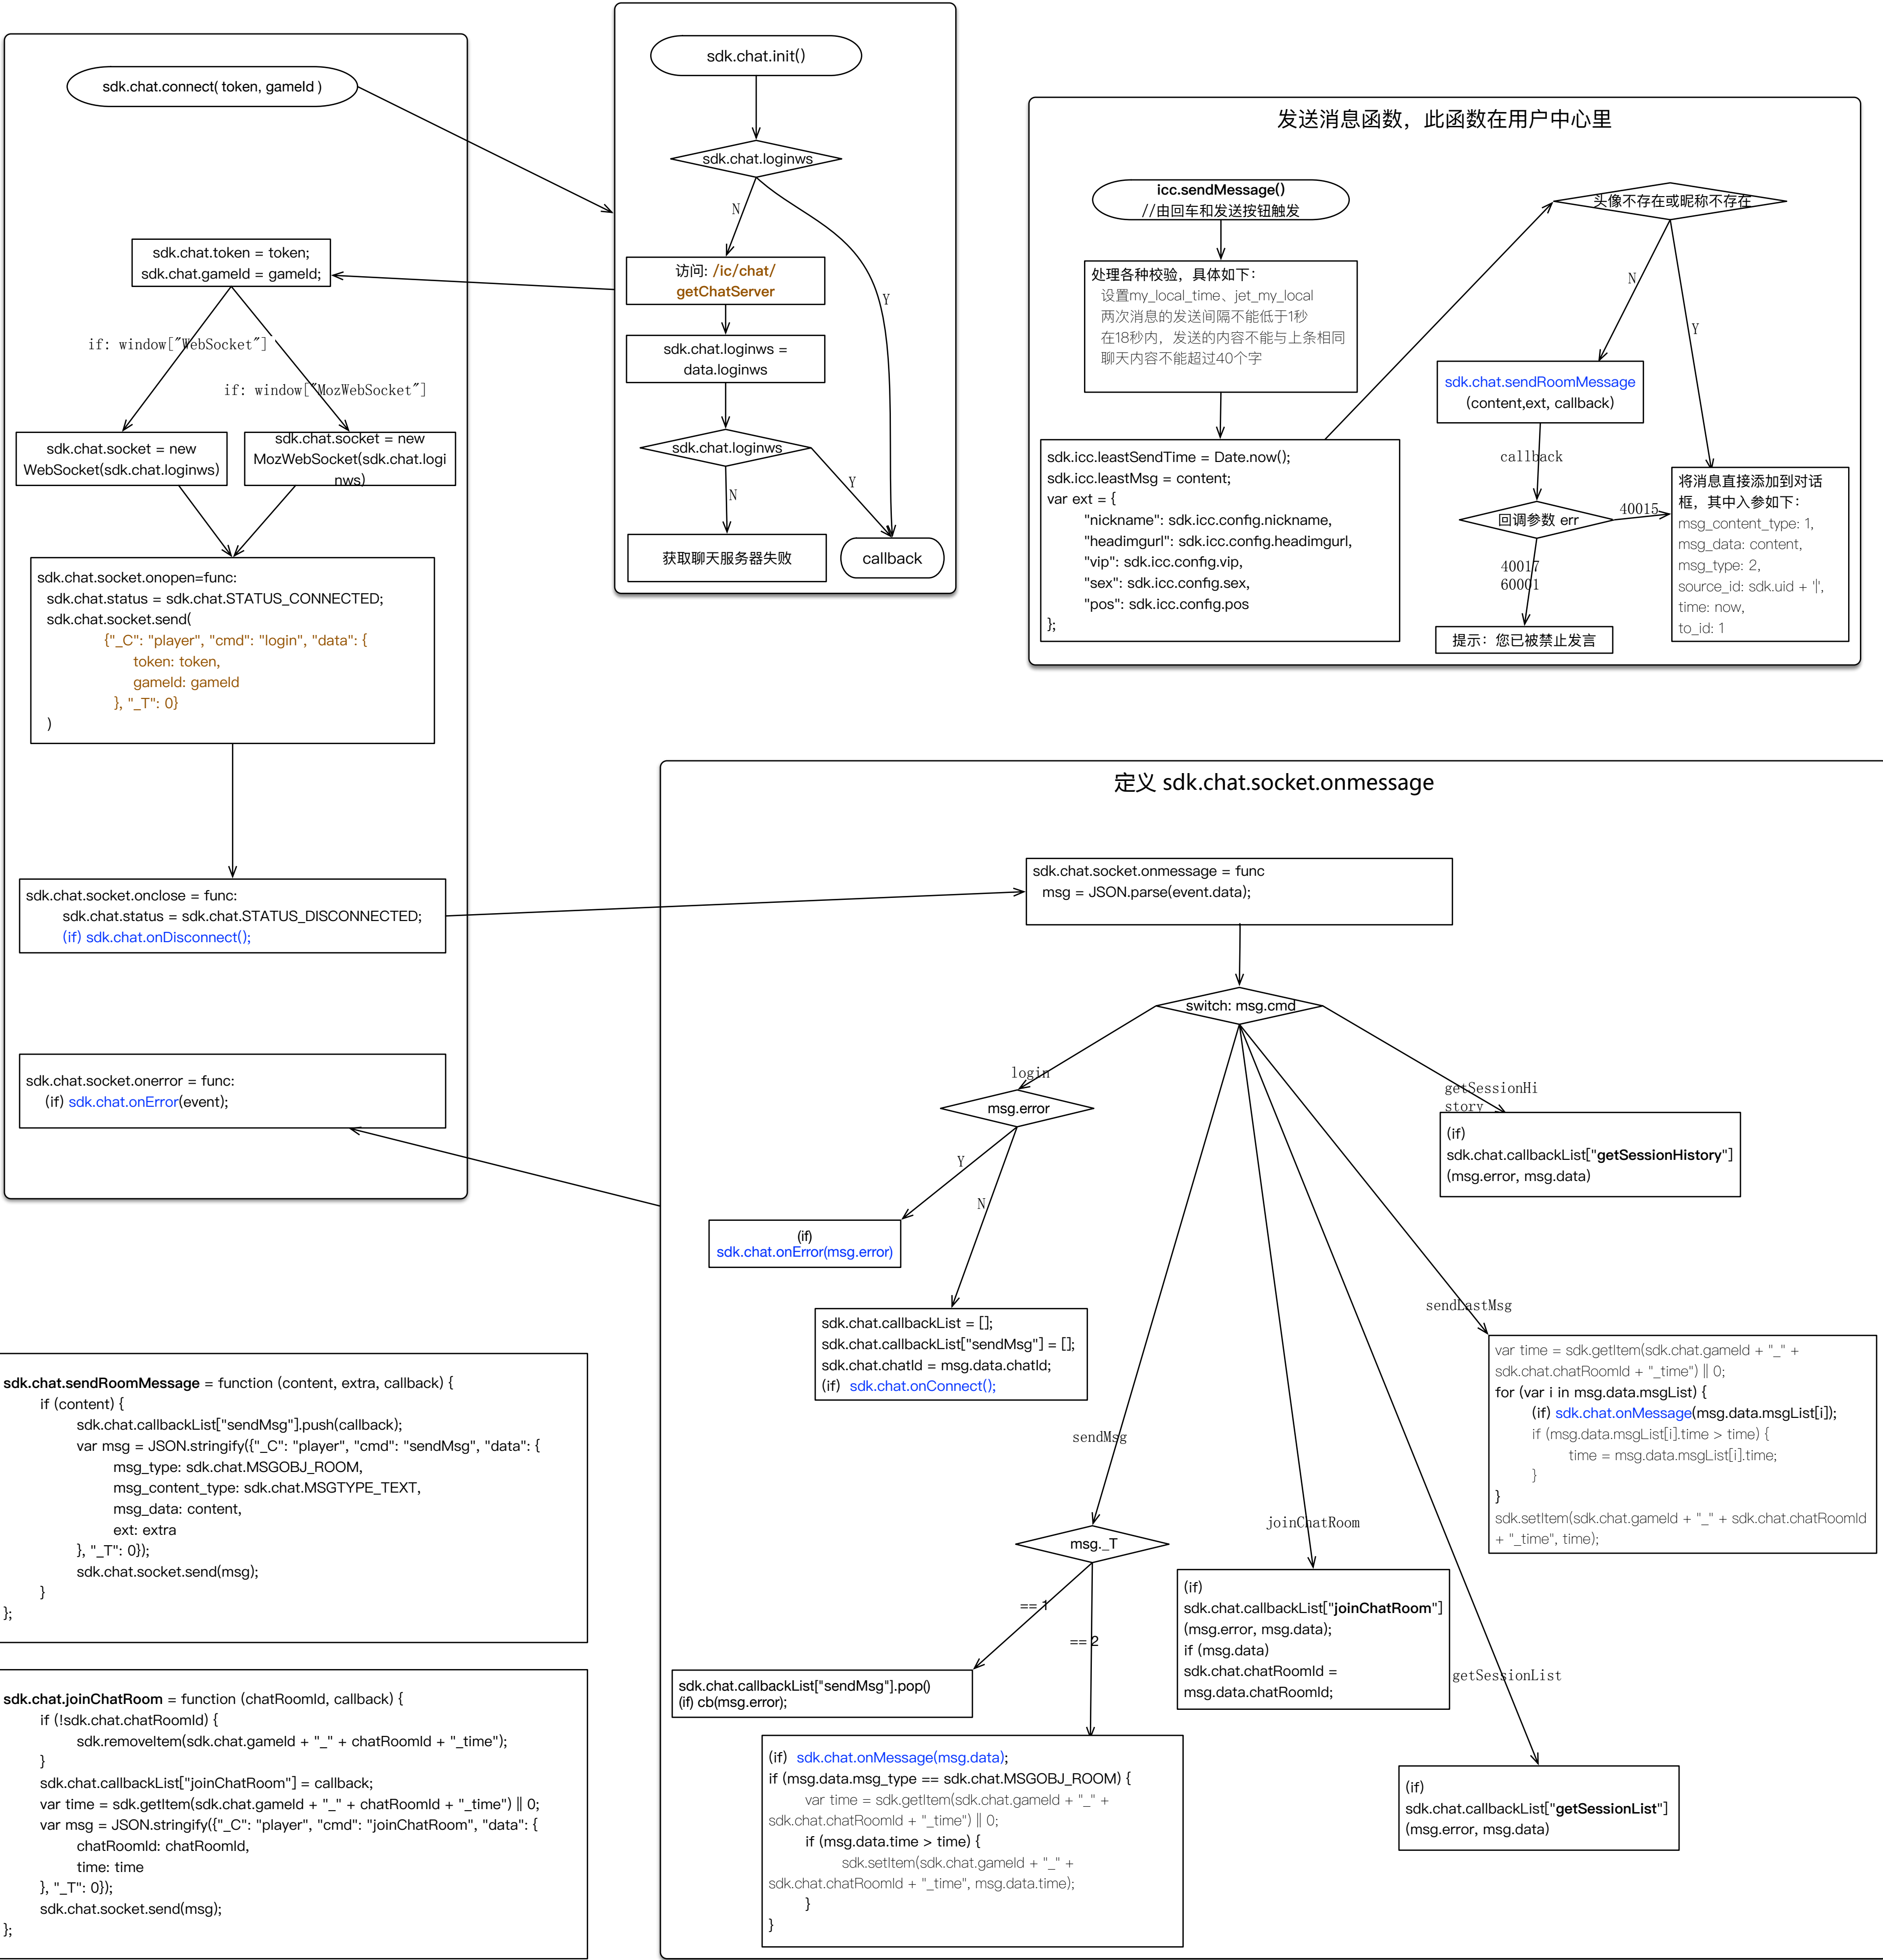 sdk.chat.connect( token, gameId )
sdk.chat.token = token;
sdk.chat.gameId = gameId;
if: window["WebSocket"]
if: window["MozWebSocket"]
sdk.chat.socket = new
WebSocket(sdk.chat.loginws)
sdk.chat.socket = new
MozWebSocket(sdk.chat.logi
nws)
sdk.chat.socket.onopen=func:
sdk.chat.status = sdk.chat.STATUS_CONNECTED;
sdk.chat.socket.send(
{"_C": "player", "cmd": "login", "data": {
token: token,
gameId: gameId
}, "_T": 0}
)
sdk.chat.socket.onclose = func:
sdk.chat.status = sdk.chat.STATUS_DISCONNECTED;
(if) sdk.chat.onDisconnect();
sdk.chat.socket.onerror = func:
(if) sdk.chat.onError(event);
sdk.chat.init()
sdk.chat.loginws
N
Y
访问: /ic/chat/
getChatServer
sdk.chat.loginws =
data.loginws
sdk.chat.loginws
Y
N
获取聊天服务器失败
callback
发送消息函数，此函数在用户中心里
icc.sendMessage()
//由回车和发送按钮触发
处理各种校验，具体如下：
设置my_local_time、jet_my_local
两次消息的发送间隔不能低于1秒
在18秒内，发送的内容不能与上条相同
聊天内容不能超过40个字
sdk.icc.leastSendTime = Date.now();
sdk.icc.leastMsg = content;
var ext = {
"nickname": sdk.icc.config.nickname,
"headimgurl": sdk.icc.config.headimgurl,
"vip": sdk.icc.config.vip,
"sex": sdk.icc.config.sex,
"pos": sdk.icc.config.pos
};
头像不存在或昵称不存在
N
Y
sdk.chat.sendRoomMessage
(content,ext, callback)
callback
回调参数 err
40015
40017
60001
提示：您已被禁止发言
将消息直接添加到对话
框，其中入参如下：
msg_content_type: 1,
msg_data: content,
msg_type: 2,
source_id: sdk.uid + '|',
time: now,
to_id: 1
定义 sdk.chat.socket.onmessage
sdk.chat.socket.onmessage = func
msg = JSON.parse(event.data);
switch: msg.cmd
login
msg.error
Y
N
(if)
sdk.chat.onError(msg.error)
sdk.chat.callbackList = [];
sdk.chat.callbackList["sendMsg"] = [];
sdk.chat.chatId = msg.data.chatId;
(if) sdk.chat.onConnect();
getSessionHi
story
(if)
sdk.chat.callbackList["getSessionHistory"]
(msg.error, msg.data)
sendLastMsg
var time = sdk.getItem(sdk.chat.gameId + "_" +
sdk.chat.chatRoomId + "_time") || 0;
for (var i in msg.data.msgList) {
(if) sdk.chat.onMessage(msg.data.msgList[i]);
if (msg.data.msgList[i].time > time) {
time = msg.data.msgList[i].time;
}
}
sdk.setItem(sdk.chat.gameId + "_" + sdk.chat.chatRoomId
+ "_time", time);
sendMsg
msg._T
== 1
== 2
sdk.chat.callbackList["sendMsg"].pop()
(if) cb(msg.error);
(if) sdk.chat.onMessage(msg.data);
if (msg.data.msg_type == sdk.chat.MSGOBJ_ROOM) {
var time = sdk.getItem(sdk.chat.gameId + "_" +
sdk.chat.chatRoomId + "_time") || 0;
if (msg.data.time > time) {
sdk.setItem(sdk.chat.gameId + "_" +
sdk.chat.chatRoomId + "_time", msg.data.time);
}
}
joinChatRoom
(if)
sdk.chat.callbackList["joinChatRoom"]
(msg.error, msg.data);
if (msg.data)
sdk.chat.chatRoomId =
msg.data.chatRoomId;
getSessionList
(if)
sdk.chat.callbackList["getSessionList"]
(msg.error, msg.data)
sdk.chat.sendRoomMessage = function (content, extra, callback) {
if (content) {
sdk.chat.callbackList["sendMsg"].push(callback);
var msg = JSON.stringify({"_C": "player", "cmd": "sendMsg", "data": {
msg_type: sdk.chat.MSGOBJ_ROOM,
msg_content_type: sdk.chat.MSGTYPE_TEXT,
msg_data: content,
ext: extra
}, "_T": 0});
sdk.chat.socket.send(msg);
}
};
sdk.chat.joinChatRoom = function (chatRoomId, callback) {
if (!sdk.chat.chatRoomId) {
sdk.removeItem(sdk.chat.gameId + "_" + chatRoomId + "_time");
}
sdk.chat.callbackList["joinChatRoom"] = callback;
var time = sdk.getItem(sdk.chat.gameId + "_" + chatRoomId + "_time") || 0;
var msg = JSON.stringify({"_C": "player", "cmd": "joinChatRoom", "data": {
chatRoomId: chatRoomId,
time: time
}, "_T": 0});
sdk.chat.socket.send(msg);
};